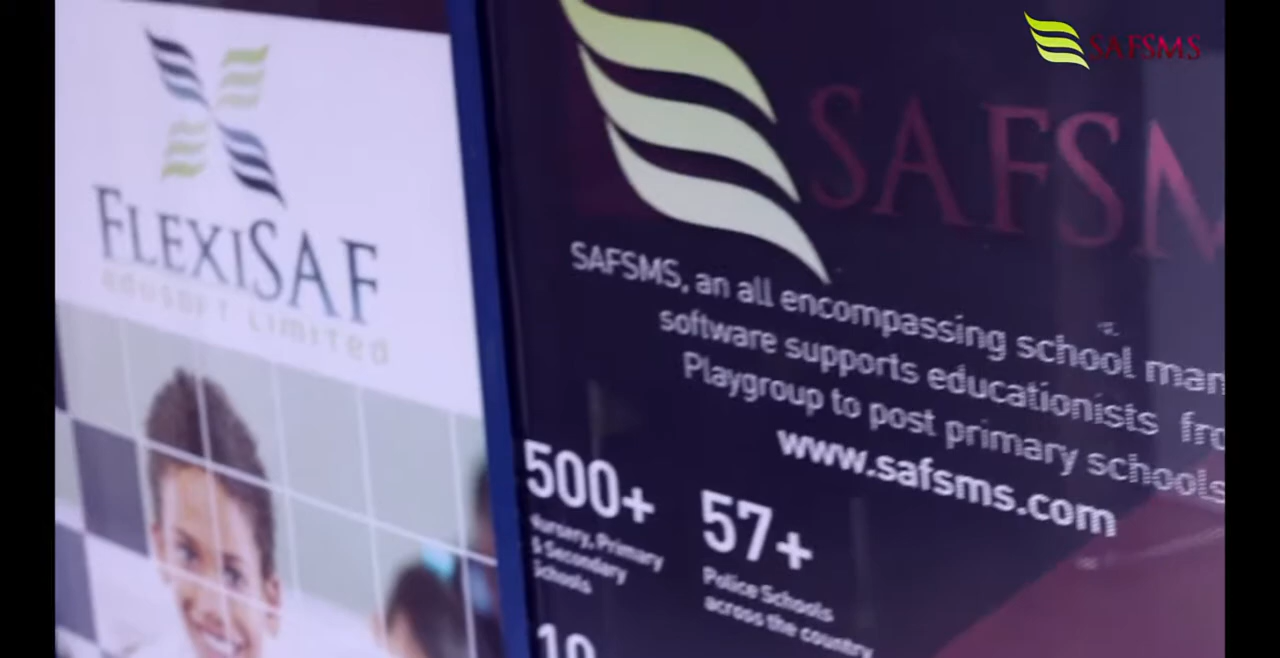 FLEXISAF
EDUSOFT LIMITED
SAFSMS
SAFSM
SAFSMS, an all encompassing school man
software supports educationists fro
Playgroup to post primary schools
www.safsms.com
500+
Nursery, Primary
& Secondary
Schools
57+
Police Schools
across the country
10